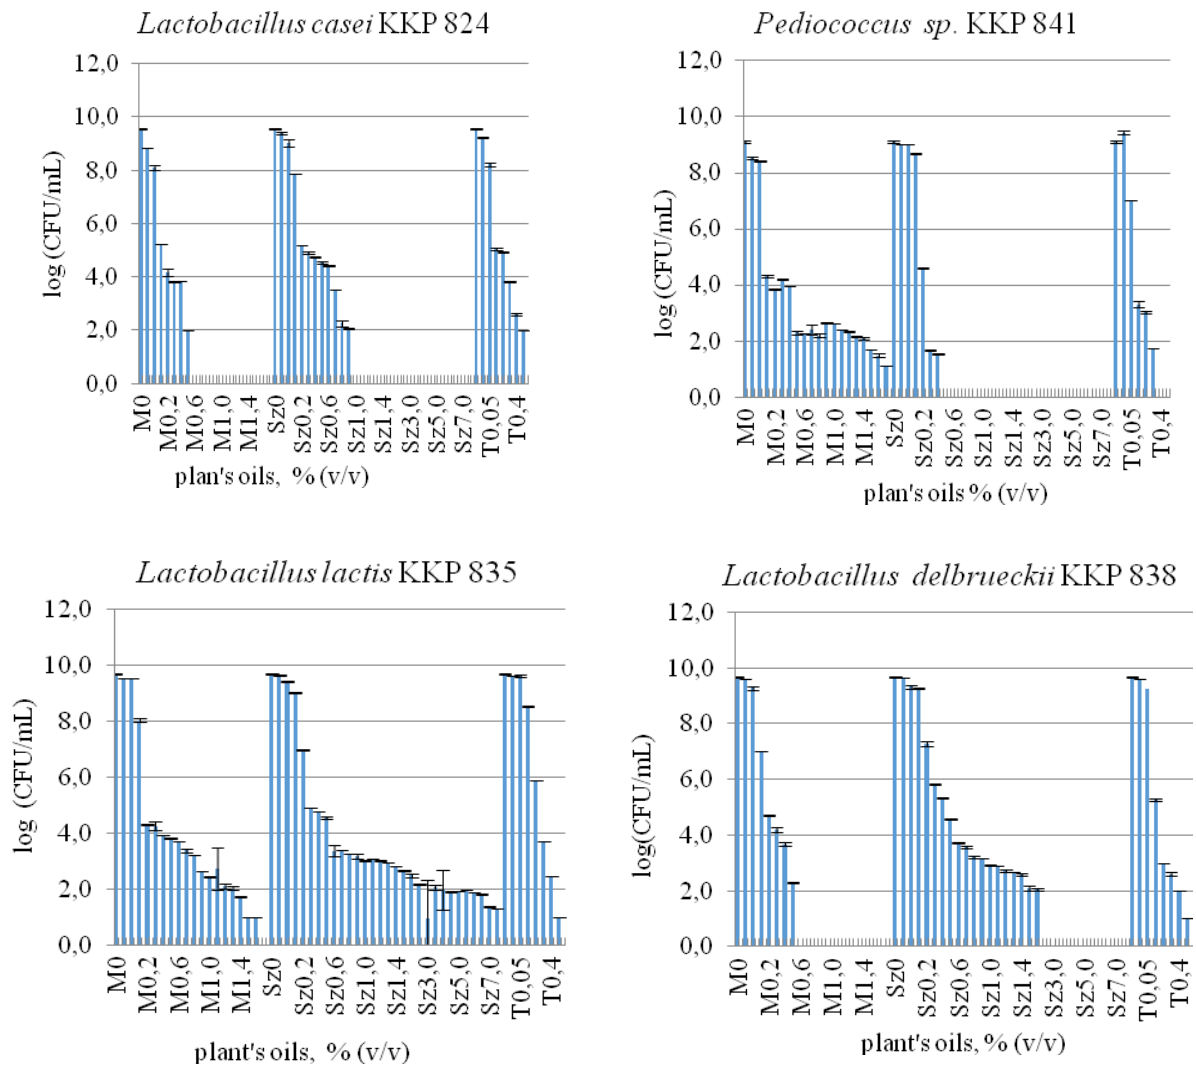 Lactobacillus casei KKP 824
12,0
10,0
8,0
6,0
4,0
2,0
0,0
log (CFU/mL)
M0
M0,2
M0,6
M1,0
M1,4
Sz0
Sz0,2
Sz0,6
Sz1,0
Sz1,4
Sz3,0
Sz5,0
Sz7,0
T0,05
T0,4
plan's oils, % (v/v)
Pediococcus sp. KKP 841
12,0
10,0
8,0
6,0
4,0
2,0
0,0
log (CFU/mL)
M0
M0,2
M0,6
M1,0
M1,4
Sz0
Sz0,2
Sz0,6
Sz1,0
Sz1,4
Sz3,0
Sz5,0
Sz7,0
T0,05
T0,4
plan's oils % (v/v)
Lactobacillus lactis KKP 835
12,0
10,0
8,0
6,0
4,0
2,0
0,0
log (CFU/mL)
M0
M0,2
M0,6
M1,0
M1,4
Sz0
Sz0,2
Sz0,6
Sz1,0
Sz1,4
Sz3,0
Sz5,0
Sz7,0
T0,05
T0,4
plant's oils, % (v/v)
Lactobacillus delbrueckii KKP 838
12,0
10,0
8,0
6,0
4,0
2,0
0,0
log(CFU/mL)
M0
M0,2
M0,6
M1,0
M1,4
Sz0
Sz0,2
Sz0,6
Sz1,0
Sz1,4
Sz3,0
Sz5,0
Sz7,0
T0,05
T0,4
plant's oils, % (v/v)